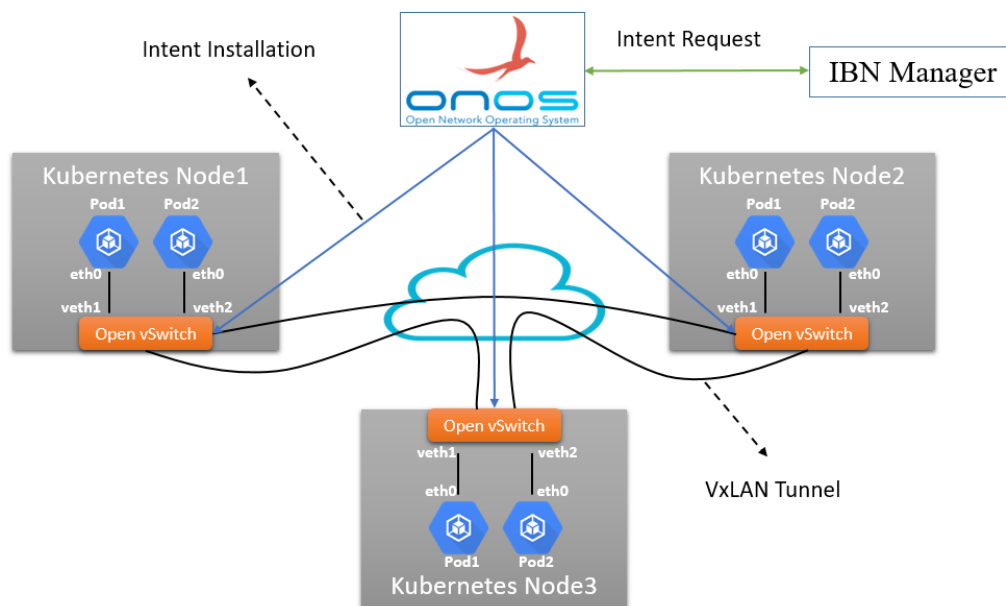 Intent Installation
onos
Open Network Operating System
Intent Request
IBN Manager
Kubernetes Node1
Pod1 Pod2
eth0 eth0
veth1 veth2
Open vSwitch
Kubernetes Node2
Pod1 Pod2
eth0 eth0
veth1 veth2
Open vSwitch
Open vSwitch
veth1 veth2
eth0 eth0
Pod1 Pod2
Kubernetes Node3
VxLAN Tunnel